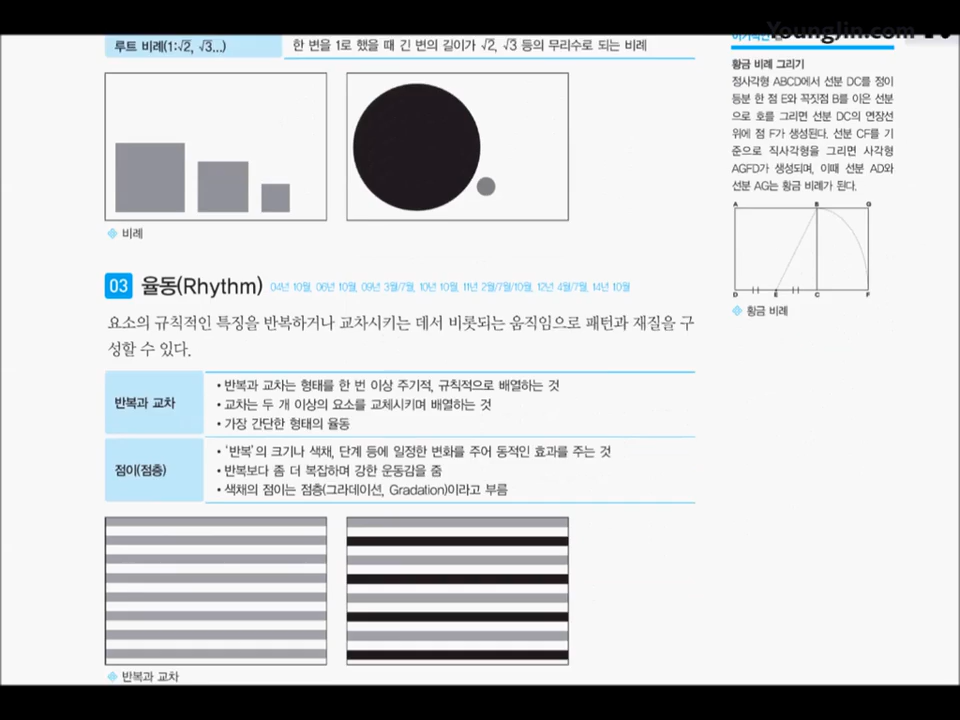 Youngjin.com
루트 비례(1:√2, √3...)
한 변을 1로 했을 때 긴 변의 길이가 √2, √3 등의 무리수로 되는 비례
비례
03 율동(Rhythm) 04년 10월, 06년 10월, 09년 3월/7월, 10년 10월, 11년 2월/7월/10월, 12년 4월/7월, 14년 10월
요소의 규칙적인 특징을 반복하거나 교차시키는 데서 비롯되는 움직임으로 패턴과 재질을 구
성할 수 있다.
반복과 교차
• 반복과 교차는 형태를 한 번 이상 주기적, 규칙적으로 배열하는 것
• 교차는 두 개 이상의 요소를 교체시키며 배열하는 것
• 가장 간단한 형태의 율동
점이(점층)
• '반복'의 크기나 색채, 단계 등에 일정한 변화를 주어 동적인 효과를 주는 것
• 반복보다 좀 더 복잡하며 강한 운동감을 줌
• 색채의 점이는 점층(그라데이션, Gradation)이라고 부름
반복과 교차
황금 비례 그리기
정사각형 ABCD에서 선분 DC를 정이
등분 한 점 E와 꼭짓점 B를 이은 선분
으로 호를 그리면 선분 DC의 연장선
위에 점 F가 생성된다. 선분 CF를 기
준으로 직사각형을 그리면 사각형
AGFD가 생성되며, 이때 선분 AD와
선분 AG는 황금 비례가 된다.
A B G
D E C F
황금 비례